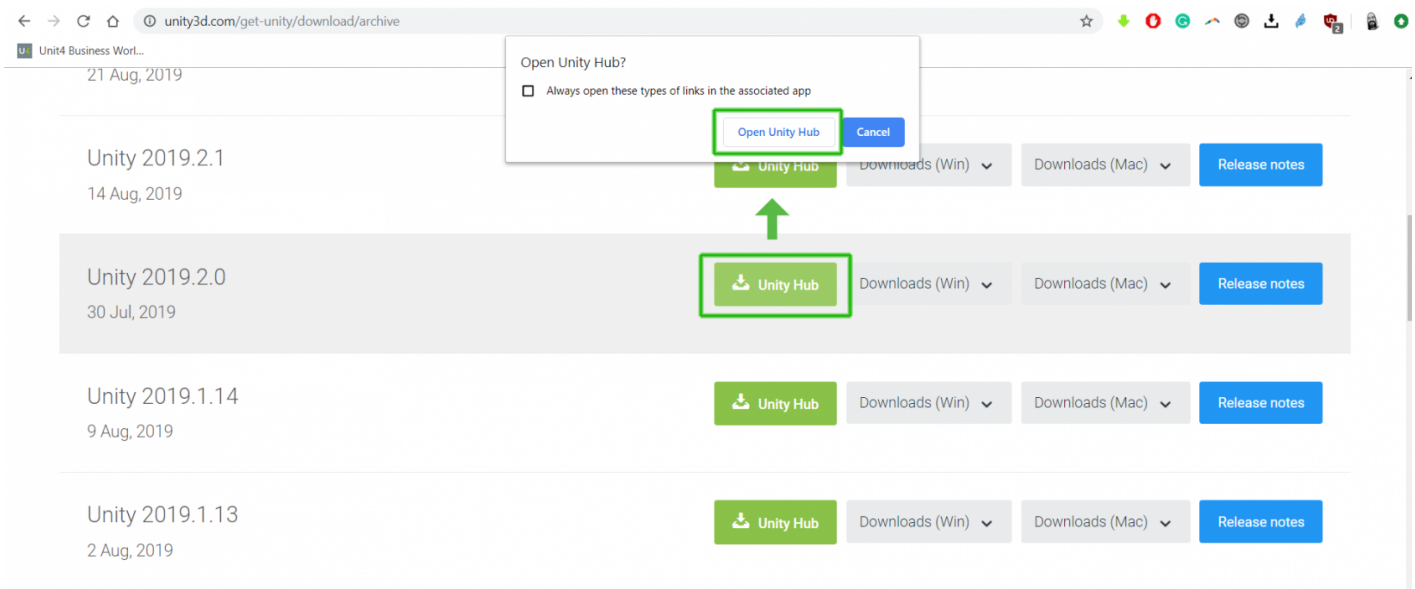 unity3d.com/get-unity/download/archive
2
U4 Unit4 Business Worl...
21 Aug, 2019
Open Unity Hub?
Always open these types of links in the associated app
Open Unity Hub Cancel
Unity 2019.2.1
14 Aug, 2019
Unity Hub Downloads (Win) Downloads (Mac) Release notes
Unity 2019.2.0
30 Jul, 2019
Unity Hub Downloads (Win) Downloads (Mac) Release notes
Unity 2019.1.14
9 Aug, 2019
Unity Hub Downloads (Win) Downloads (Mac) Release notes
Unity 2019.1.13
2 Aug, 2019
Unity Hub Downloads (Win) Downloads (Mac) Release notes